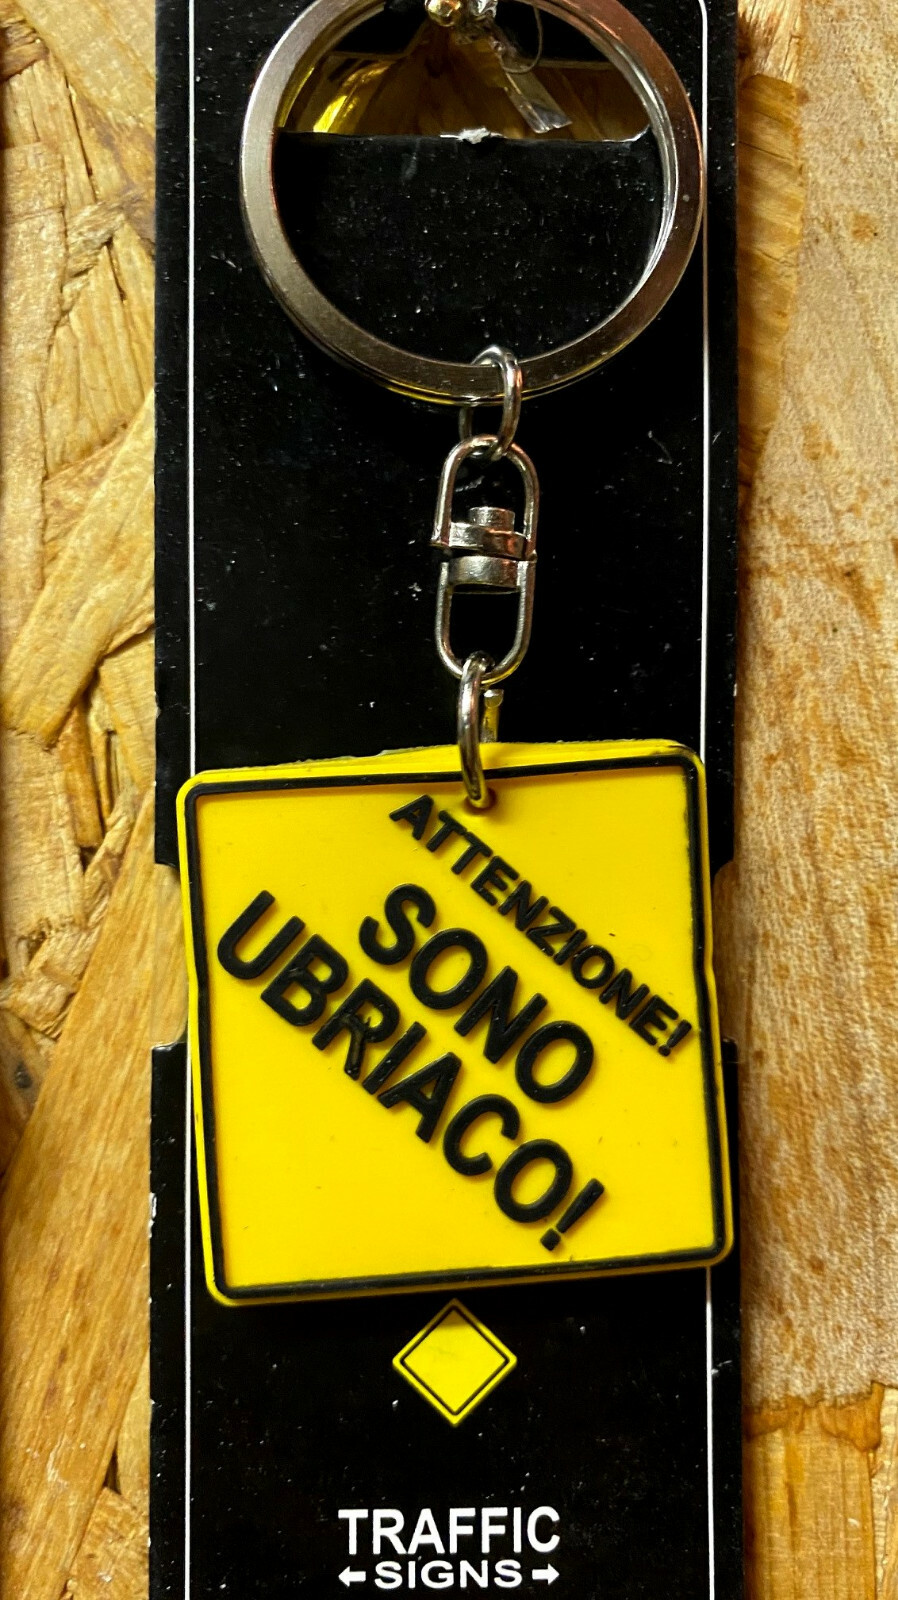 ATTENZIONE!
SONO
UBRIACO!
TRAFFIC
←SIGNS→